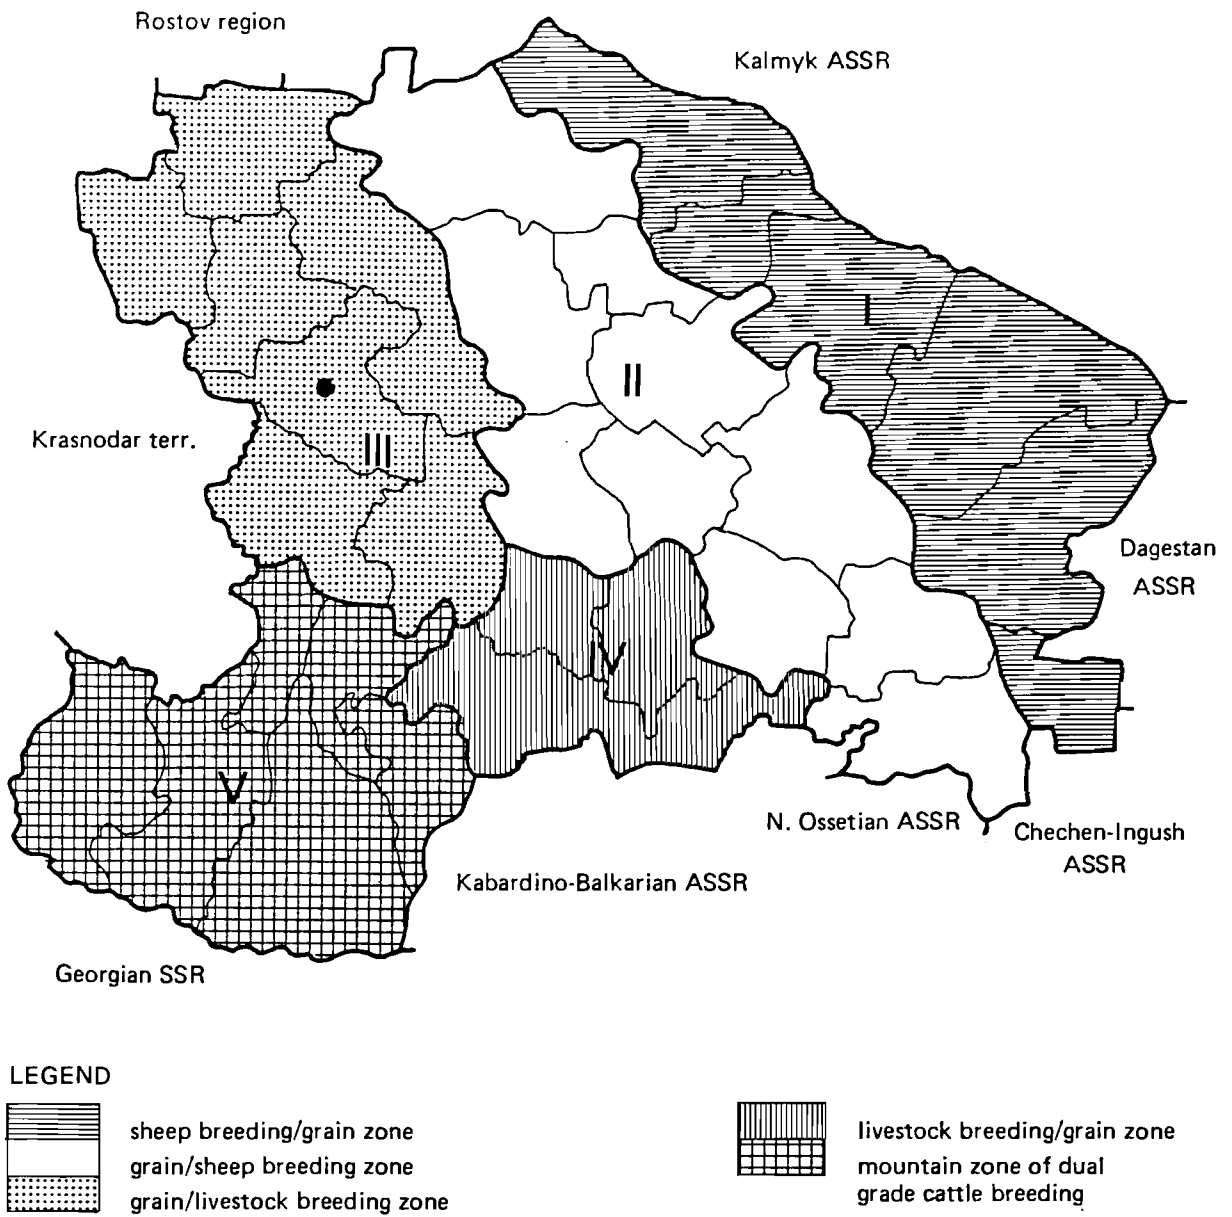 Rostov region
Kalmyk ASSR
I
II
Krasnodar terr.
III
Dagestan
ASSR
IV
V
N. Ossetian ASSR
Chechen-Ingush
ASSR
Kabardino-Balkarian ASSR
Georgian SSR
LEGEND
sheep breeding/grain zone
grain/sheep breeding zone
grain/livestock breeding zone
livestock breeding/grain zone
mountain zone of dual
grade cattle breeding